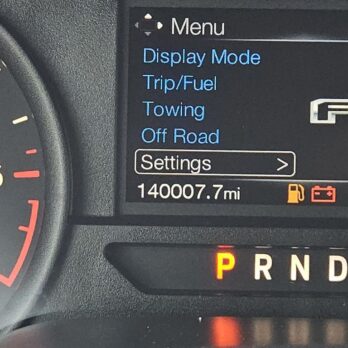 Menu
Display Mode
Trip/Fuel
Towing
Off Road
Settings >
140007.7mi
P R N D